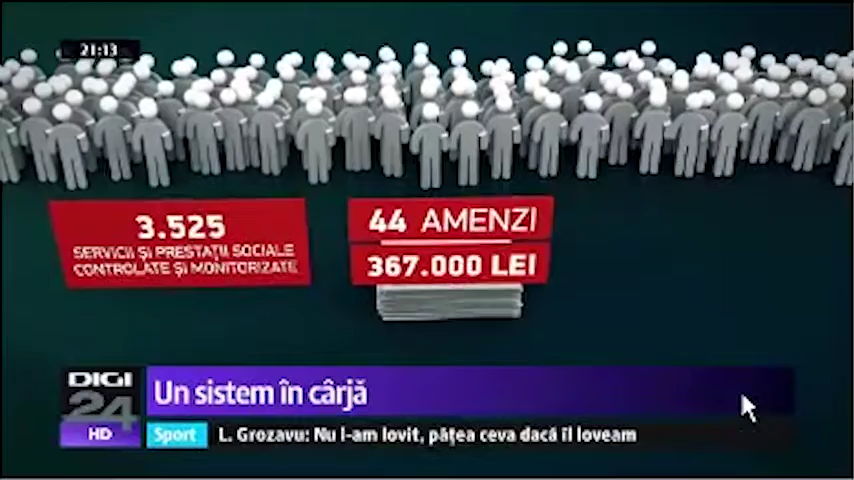 21:13
3.525
SERVICII ȘI PRESTAȚII SOCIALE
CONTROLATE ȘI MONITORIZATE
44 AMENZI
367.000 LEI
DIGI
24
HD
Un sistem în cârjă
Sport
L. Grozavu: Nu l-am lovit, pățea ceva dacă îl loveam